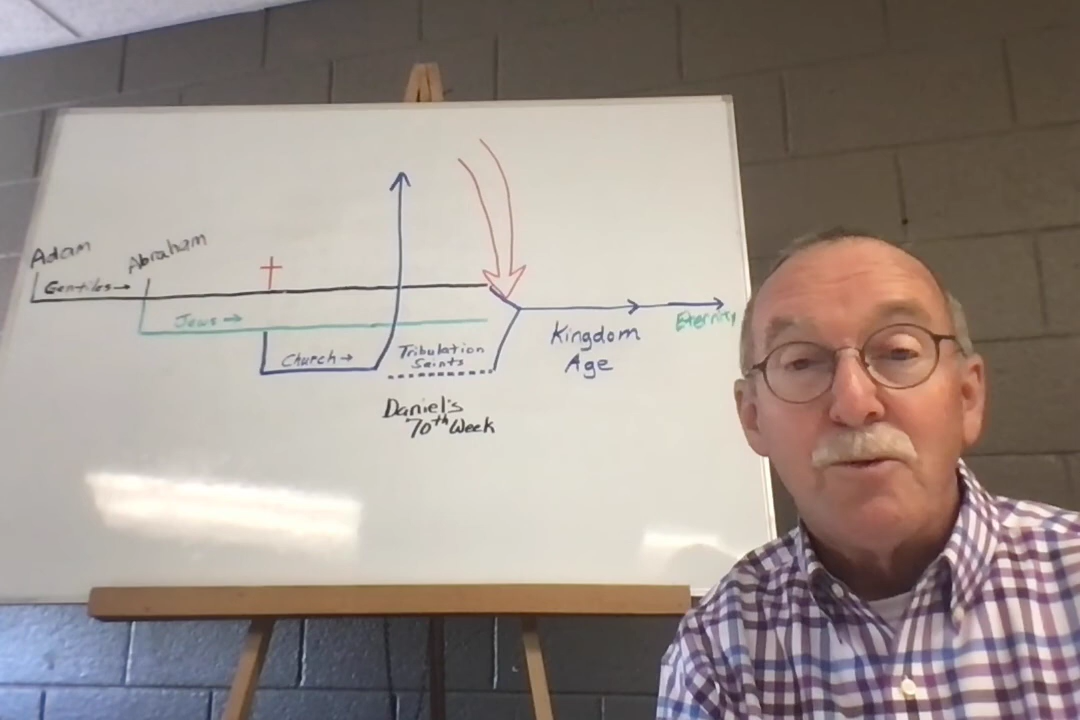 Adam
Abraham
Gentiles →
Jews →
Church →
Tribulation
Saints
Daniel's
70th Week
Kingdom
Age
Eternity